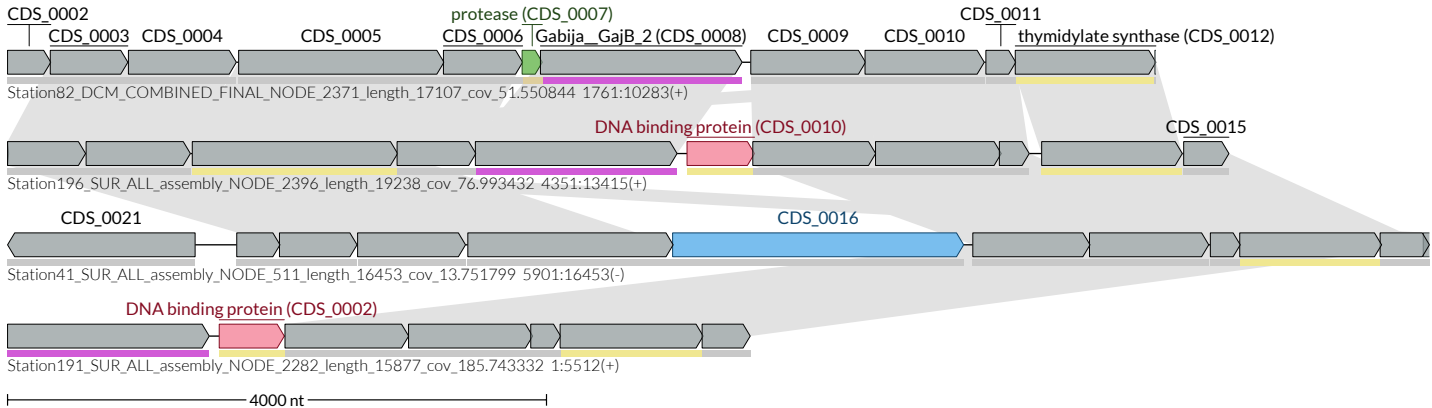 CDS_0002 protease (CDS_0007) CDS_0011
CDS_0003 CDS_0004 CDS_0005 CDS_0006 Gabija__GajB_2 (CDS_0008) CDS_0009 CDS_0010 thymidylate synthase (CDS_0012)
Station82_DCM_COMBINED_FINAL_NODE_2371_length_17107_cov_51.550844 1761:10283(+)
DNA binding protein (CDS_0010) CDS_0015
Station196_SUR_ALL_assembly_NODE_2396_length_19238_cov_76.993432 4351:13415(+)
CDS_0021 CDS_0016
Station41_SUR_ALL_assembly_NODE_511_length_16453_cov_13.751799 5901:16453(-)
DNA binding protein (CDS_0002)
Station191_SUR_ALL_assembly_NODE_2282_length_15877_cov_185.743332 1:5512(+)
4000 nt